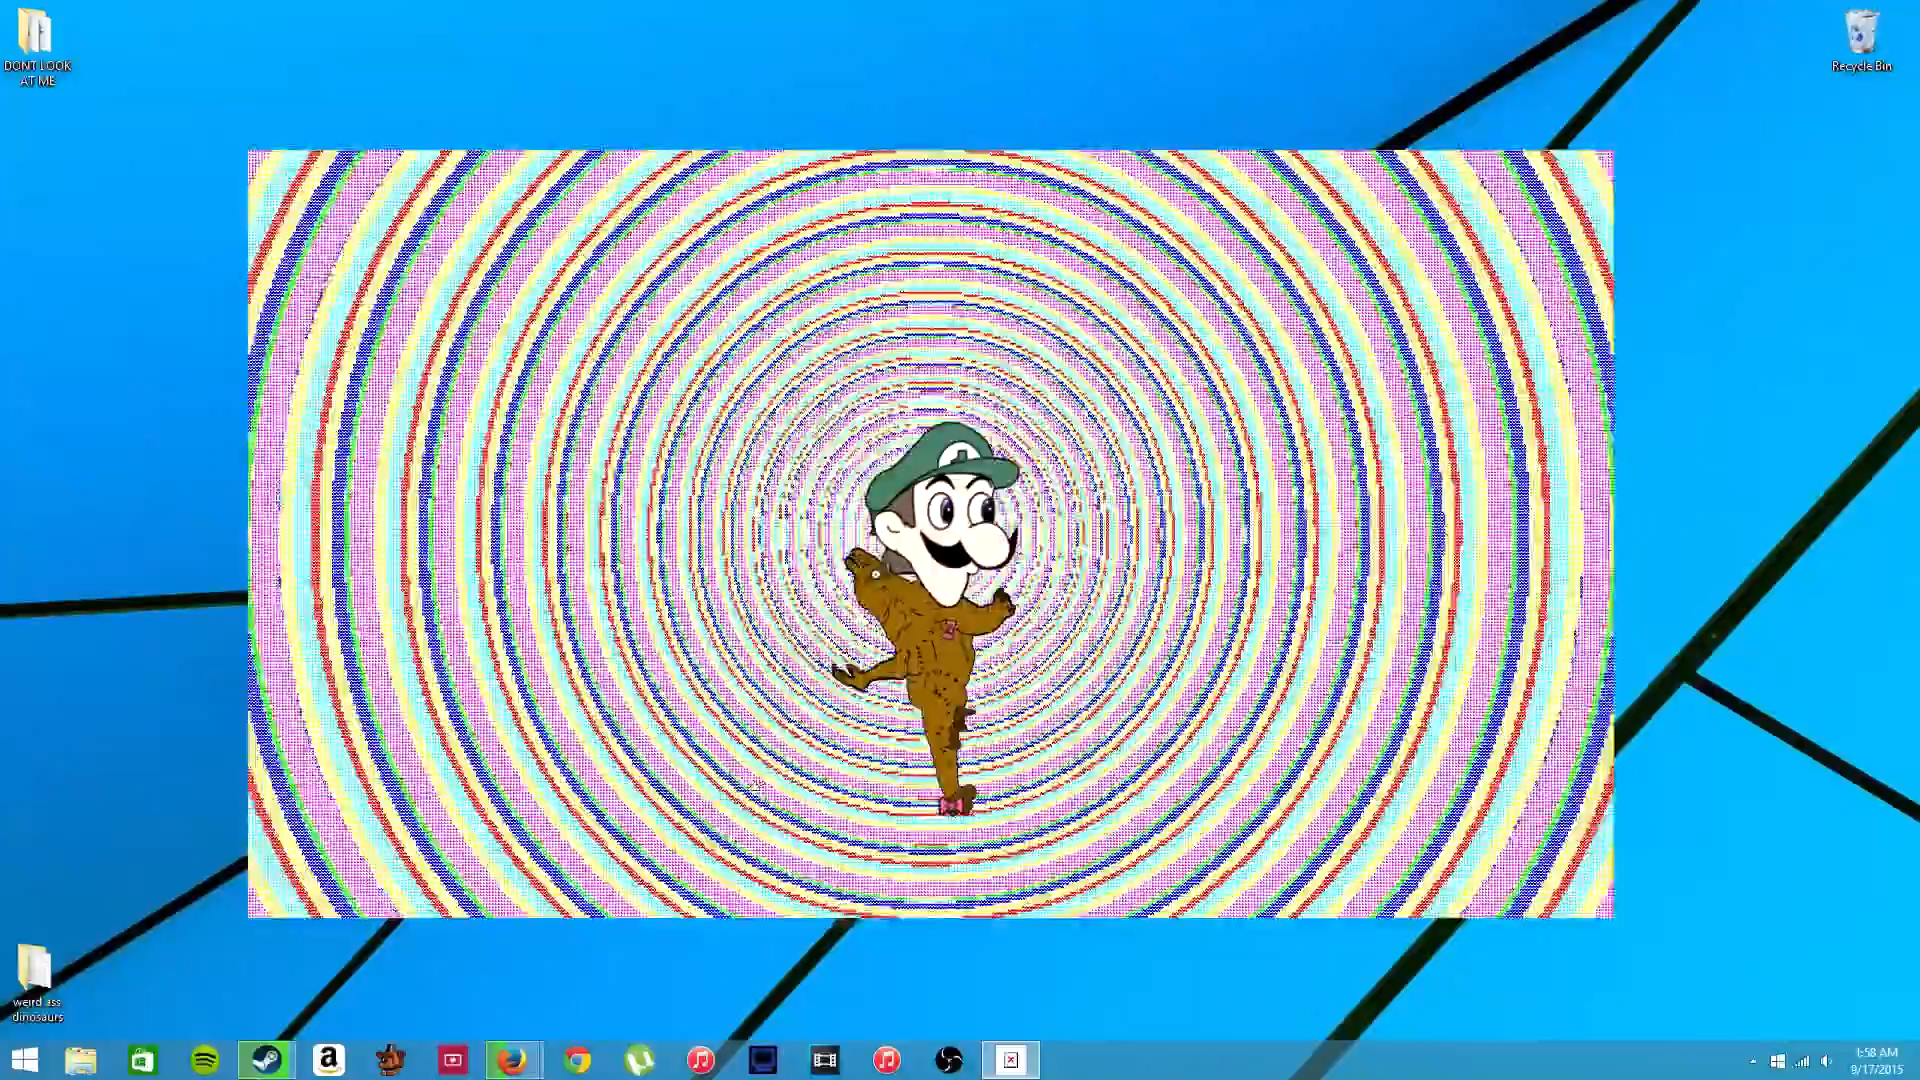 DONT LOOK
AT ME
Recycle Bin
weird ass
dinosaurs
a
1:58 AM
9/17/2015